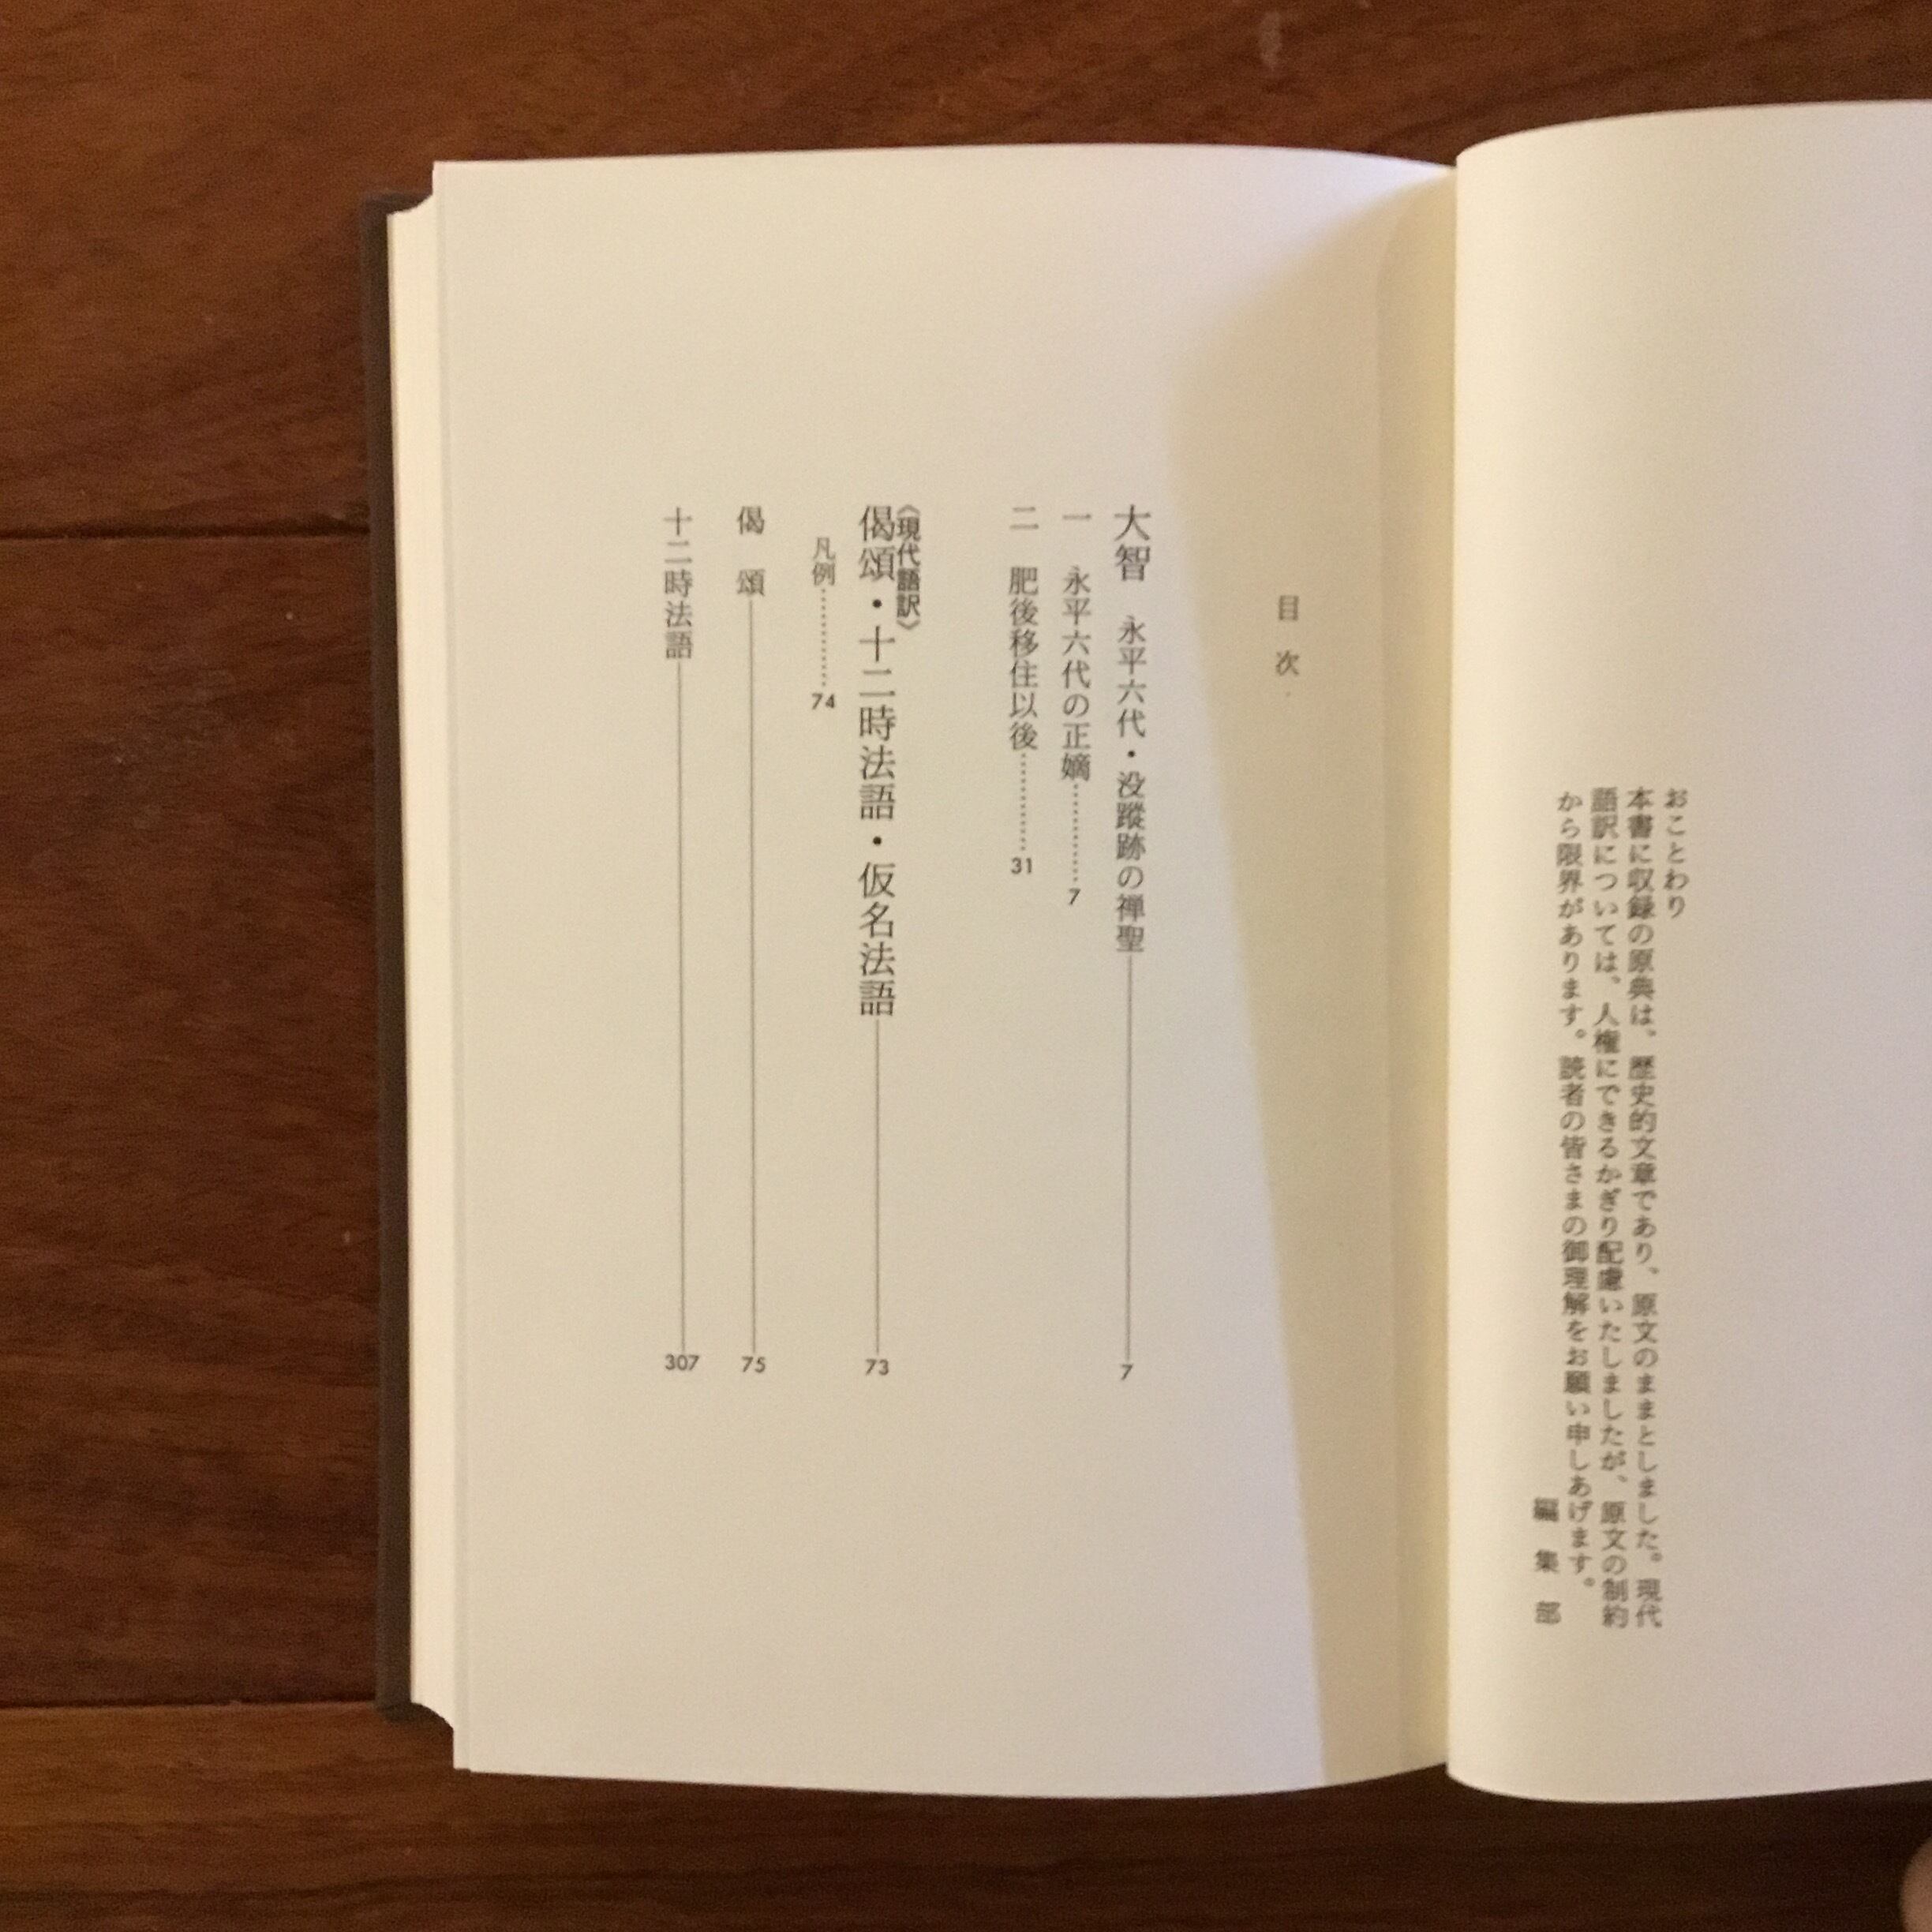 おことわり
本書に収録の原典は、歴史的文章であり、原文のままとしました。現代
語訳については、人権にできるかぎり配慮いたしましたが、原文の制約
から限界があります。読者の皆さまの御理解をお願い申しあげます。
編集部
目次
大智 永平六代・没蹤跡の禅聖 7
一 永平六代の正嫡 7
二 肥後移住以後 31
《現代語訳》
偈頌・十二時法語・仮名法語 73
凡例 74
偈頌 75
十二時法語 307